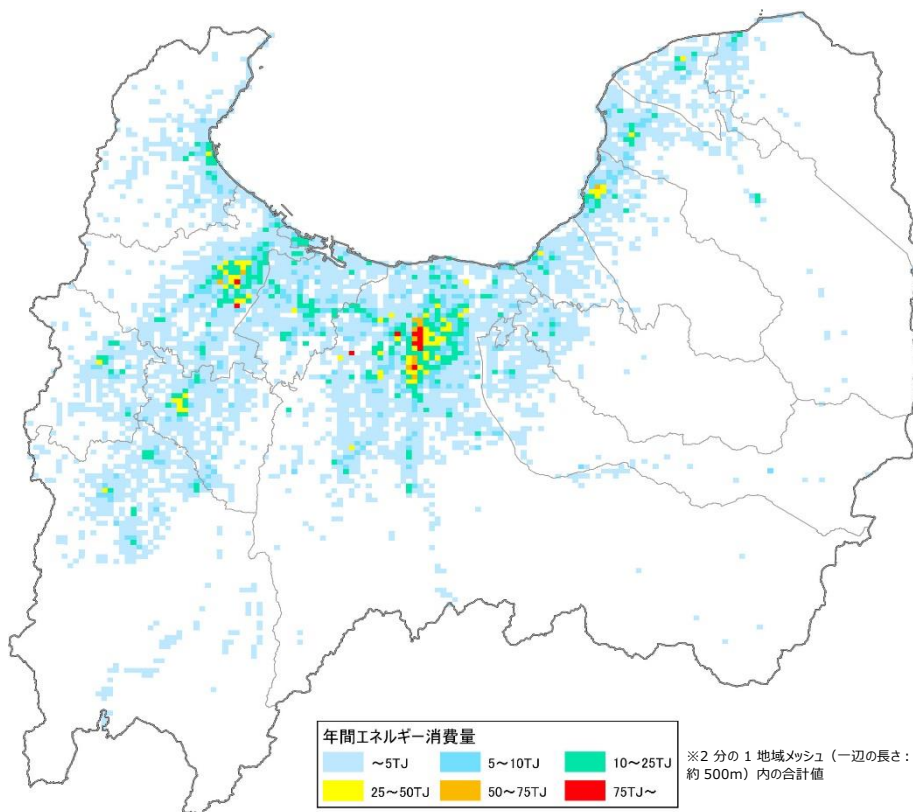 年間エネルギー消費量
～5TJ 5～10TJ 10～25TJ
25～50TJ 50～75TJ 75TJ～
※2 分の 1 地域メッシュ（一辺の長さ：
約 500m）内の合計値